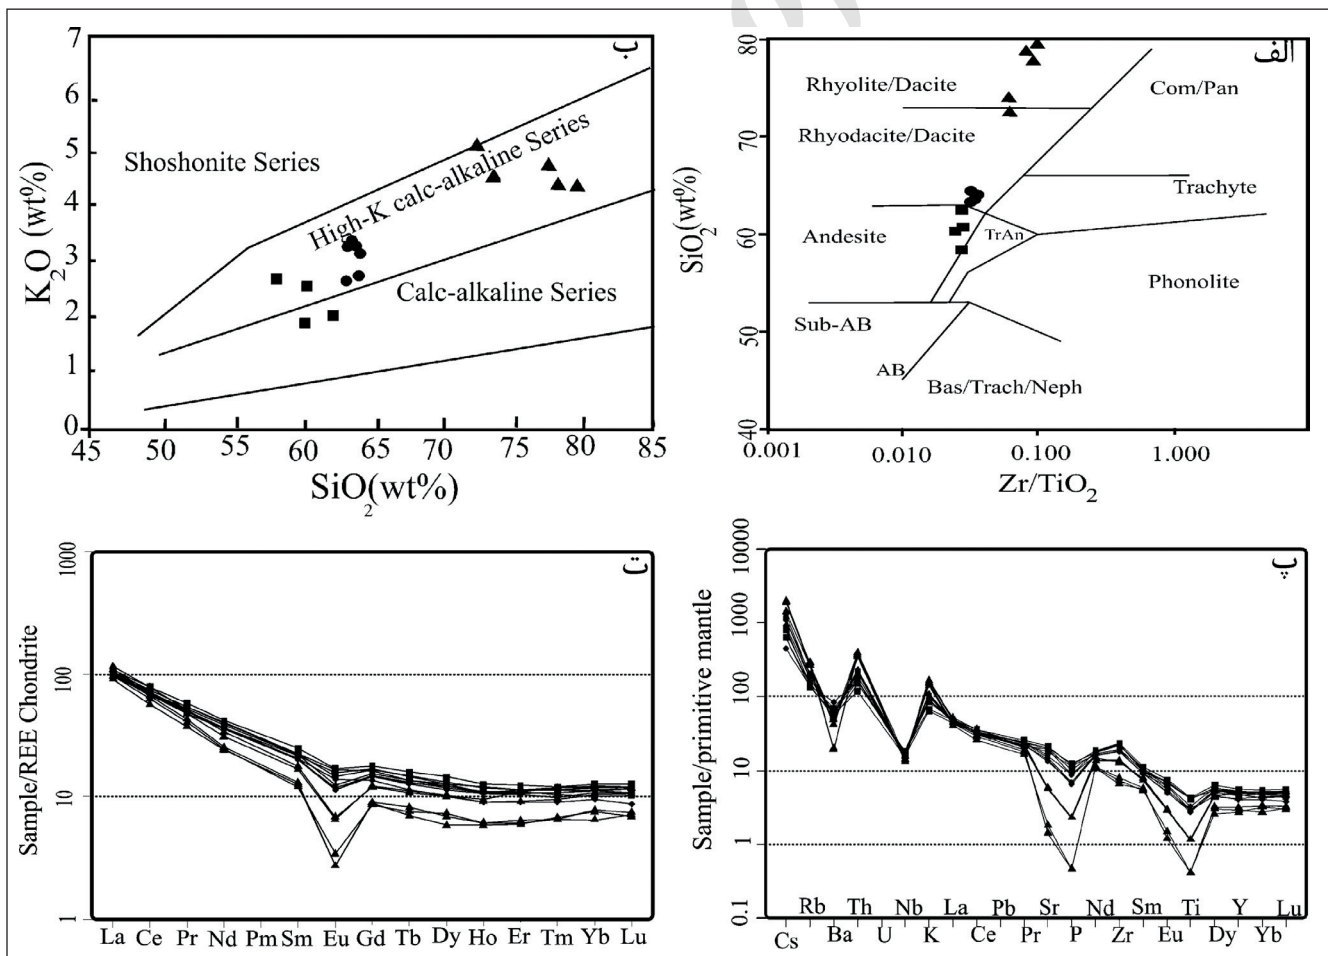 ب
K2O (wt%)
7
6
5
4
3
2
1
0
Shoshonite Series
High-K calc-alkaline Series
Calc-alkaline Series
45 50 55 60 65 70 75 80 85
SiO2(wt%)
الف
SiO2(wt%)
80
70
60
50
40
Rhyolite/Dacite
Com/Pan
Rhyodacite/Dacite
Trachyte
Andesite
TrAn
Phonolite
Sub-AB
AB
Bas/Trach/Neph
0.001 0.010 0.100 1.000
Zr/TiO2
ت
Sample/REE Chondrite
1000
100
10
1
La Ce Pr Nd Pm Sm Eu Gd Tb Dy Ho Er Tm Yb Lu
پ
Sample/primitive mantle
10000
1000
100
10
1
0.1
Rb Th Nb La Pb Sr Nd Sm Ti Y Lu
Cs Ba U K Ce Pr P Zr Eu Dy Yb